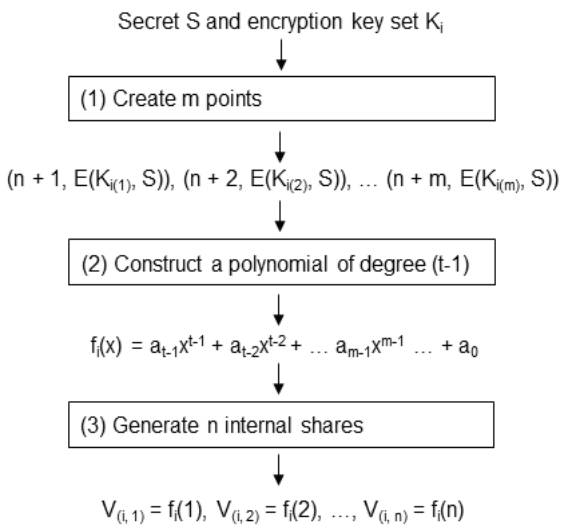 Secret S and encryption key set Kᵢ
(1) Create m points
(n + 1, E(Kᵢ₍₁₎, S)), (n + 2, E(Kᵢ₍₂₎, S)), … (n + m, E(Kᵢ₍ₘ₎, S))
(2) Construct a polynomial of degree (t-1)
fᵢ(x) = aₜ₋₁xᵗ⁻¹ + aₜ₋₂xᵗ⁻² + … aₘ₋₁xᵐ⁻¹ … + a₀
(3) Generate n internal shares
V₍ᵢ, ₁₎ = fᵢ(1), V₍ᵢ, ₂₎ = fᵢ(2), …, V₍ᵢ, ₙ₎ = fᵢ(n)